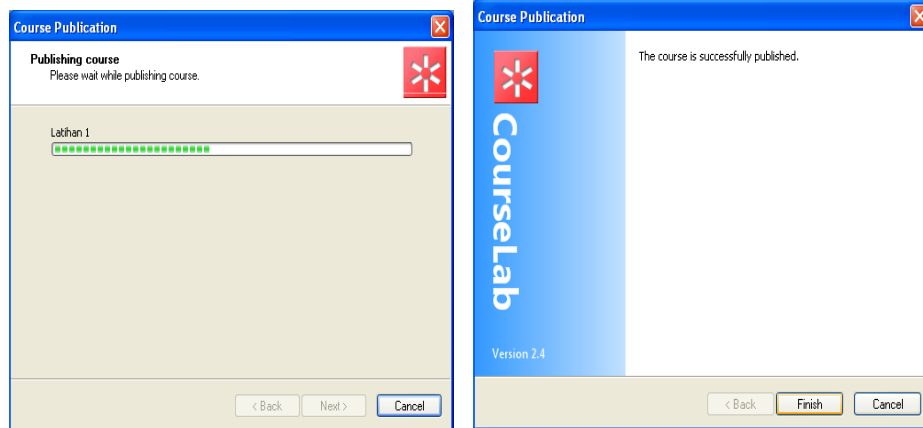 Course Publication
Publishing course
Please wait while publishing course.
Latihan 1
< Back
Next >
Cancel
Course Publication
The course is successfully published.
CourseLab
Version 2.4
< Back
Finish
Cancel